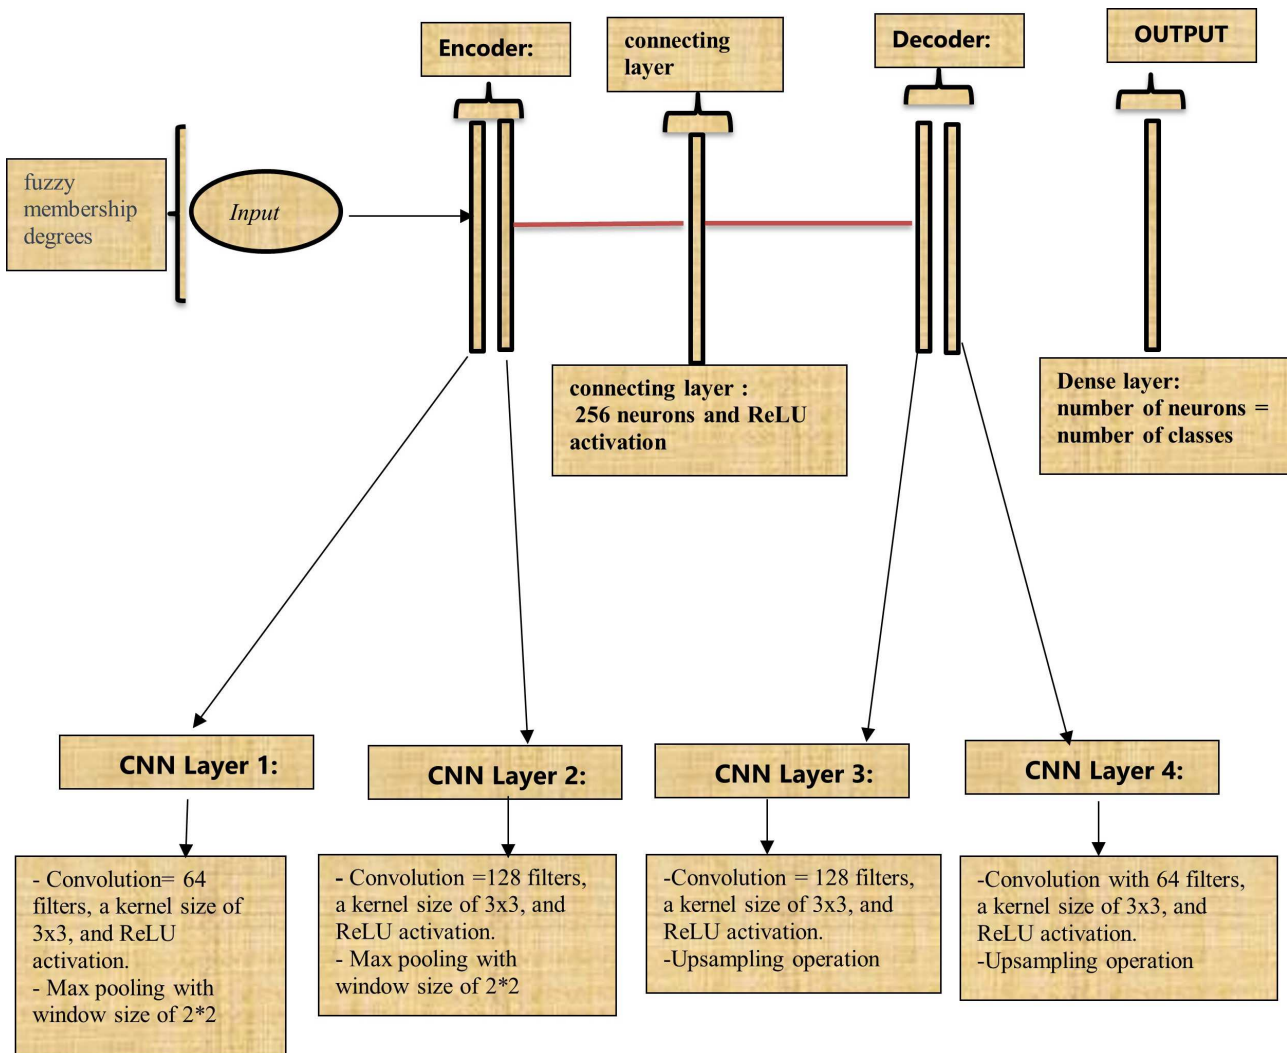 Encoder:
connecting
layer
Decoder:
OUTPUT
fuzzy
membership
degrees
Input
connecting layer :
256 neurons and ReLU
activation
Dense layer:
number of neurons =
number of classes
CNN Layer 1:
CNN Layer 2:
CNN Layer 3:
CNN Layer 4:
- Convolution= 64
filters, a kernel size of
3x3, and ReLU
activation.
- Max pooling with
window size of 2*2
- Convolution =128 filters,
a kernel size of 3x3, and
ReLU activation.
- Max pooling with
window size of 2*2
-Convolution = 128 filters,
a kernel size of 3x3, and
ReLU activation.
-Upsampling operation
-Convolution with 64 filters,
a kernel size of 3x3, and
ReLU activation.
-Upsampling operation